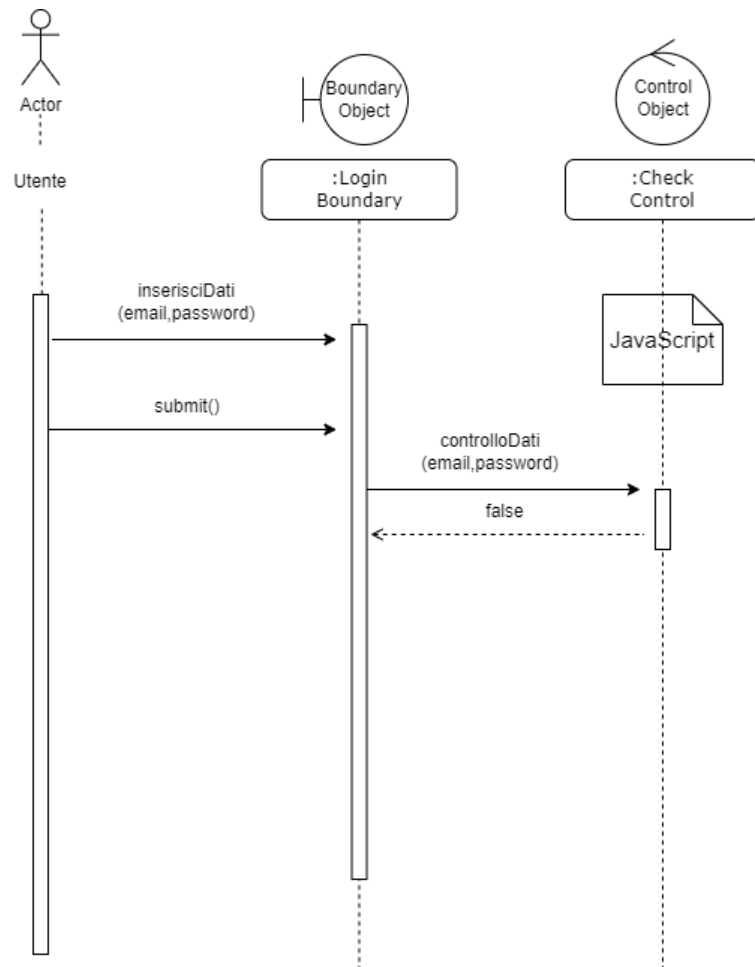 Actor
Boundary
Object
Control
Object
Utente
:Login
Boundary
:Check
Control
inserisciDati
(email,password)
JavaScript
submit()
controlloDati
(email,password)
false